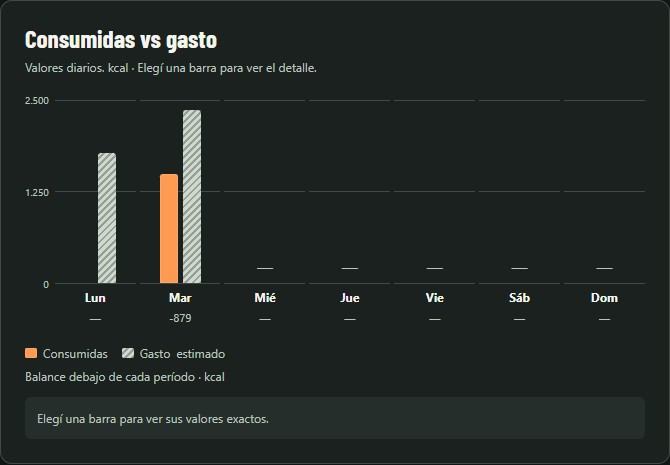 Consumidas vs gasto
Valores diarios. kcal · Elegí una barra para ver el detalle.
2.500
1.250
0
Lun Mar Mié Jue Vie Sáb Dom
— -879 — — — — —
Consumidas Gasto estimado
Balance debajo de cada período · kcal
Elegí una barra para ver sus valores exactos.